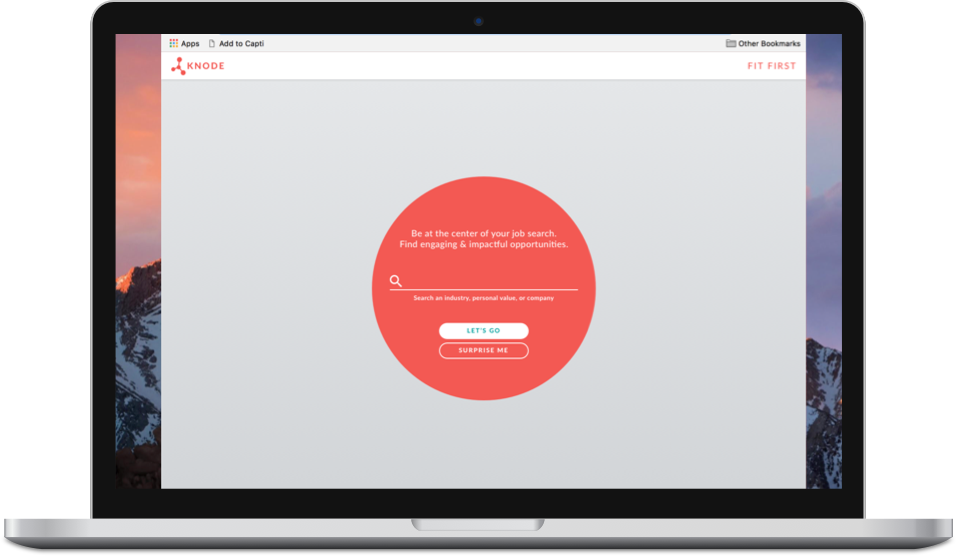 Apps Add to Capti Other Bookmarks
KNODE FIT FIRST
Be at the center of your job search.
Find engaging & impactful opportunities.
Search an industry, personal value, or company
LET'S GO
SURPRISE ME